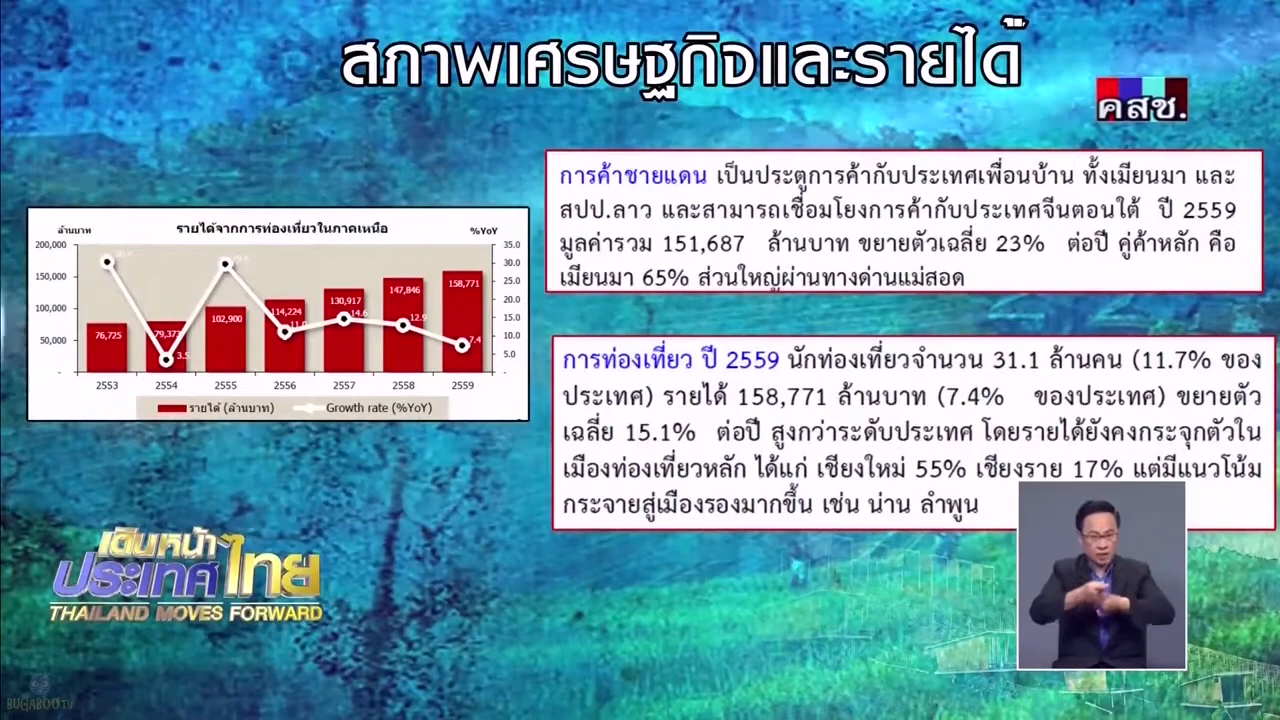 สภาพเศรษฐกิจและรายได้
คสช.
การค้าชายแดน เป็นประตูการค้ากับประเทศเพื่อนบ้าน ทั้งเมียนมา และ
สปป.ลาว และสามารถเชื่อมโยงการค้ากับประเทศจีนตอนใต้ ปี 2559
มูลค่ารวม 151,687 ล้านบาท ขยายตัวเฉลี่ย 23% ต่อปี คู่ค้าหลัก คือ
เมียนมา 65% ส่วนใหญ่ผ่านทางด่านแม่สอด
ล้านบาท รายได้จากการท่องเที่ยวในภาคเหนือ %YoY
200,000 35.0
30.0
150,000 25.0
20.0
100,000 15.0
50,000 10.0
5.0
- -
76,725 79,373 102,900 114,224 130,917 147,846 158,771
3.5 11.0 14.6 12.9 7.4
2553 2554 2555 2556 2557 2558 2559
รายได้ (ล้านบาท) Growth rate (%YoY)
การท่องเที่ยว ปี 2559 นักท่องเที่ยวจำนวน 31.1 ล้านคน (11.7% ของ
ประเทศ) รายได้ 158,771 ล้านบาท (7.4% ของประเทศ) ขยายตัว
เฉลี่ย 15.1% ต่อปี สูงกว่าระดับประเทศ โดยรายได้ยังคงกระจุกตัวใน
เมืองท่องเที่ยวหลัก ได้แก่ เชียงใหม่ 55% เชียงราย 17% แต่มีแนวโน้ม
กระจายสู่เมืองรองมากขึ้น เช่น น่าน ลำพูน
เดินหน้า
ประเทศไทย
THAILAND MOVES FORWARD
BUGABOO.TV